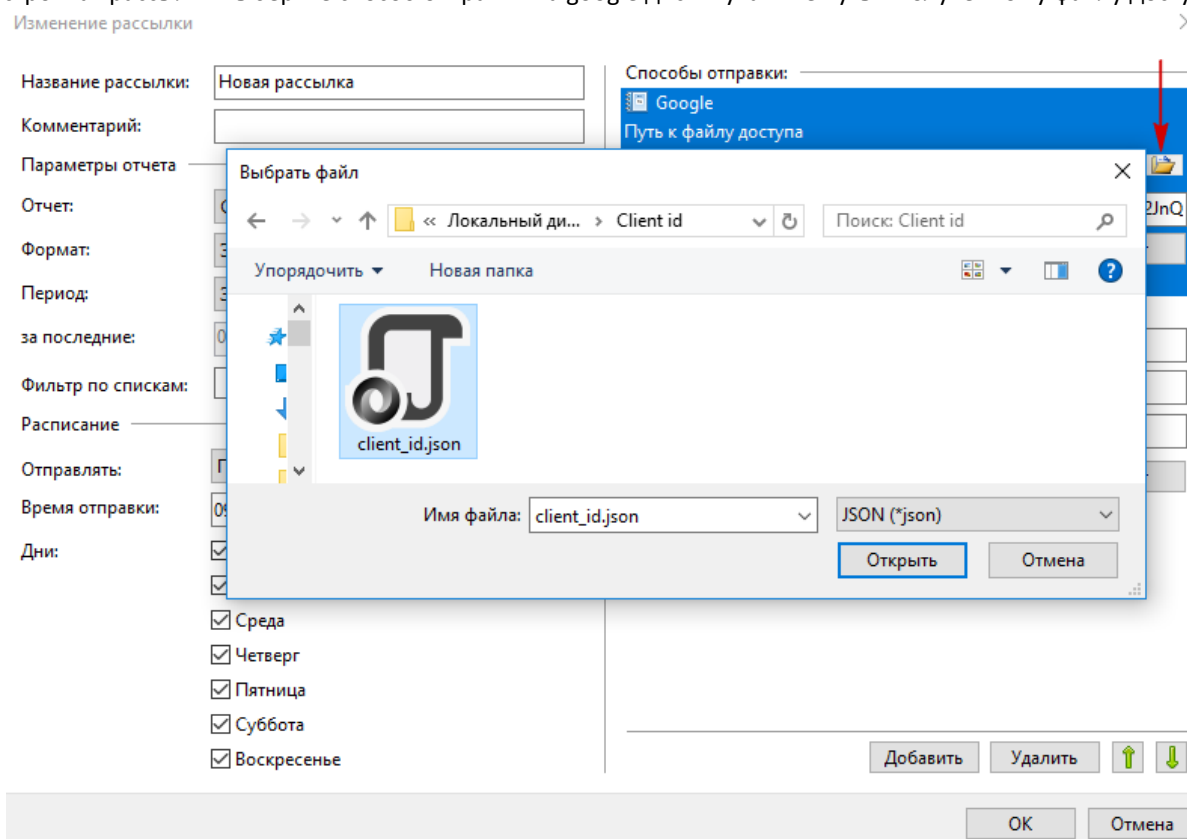 Изменение рассылки
Название рассылки: Новая рассылка
Комментарий:
Параметры отчета
Отчет:
Формат:
Период:
за последние:
Фильтр по спискам:
Расписание
Отправлять:
Время отправки:
Дни:
Среда
Четверг
Пятница
Суббота
Воскресенье
Способы отправки:
Google
Путь к файлу доступа
2JnQ
Выбрать файл
« Локальный ди... > Client id
Поиск: Client id
Упорядочить
Новая папка
client_id.json
Имя файла: client_id.json
JSON (*json)
Открыть
Отмена
Добавить
Удалить
OK
Отмена